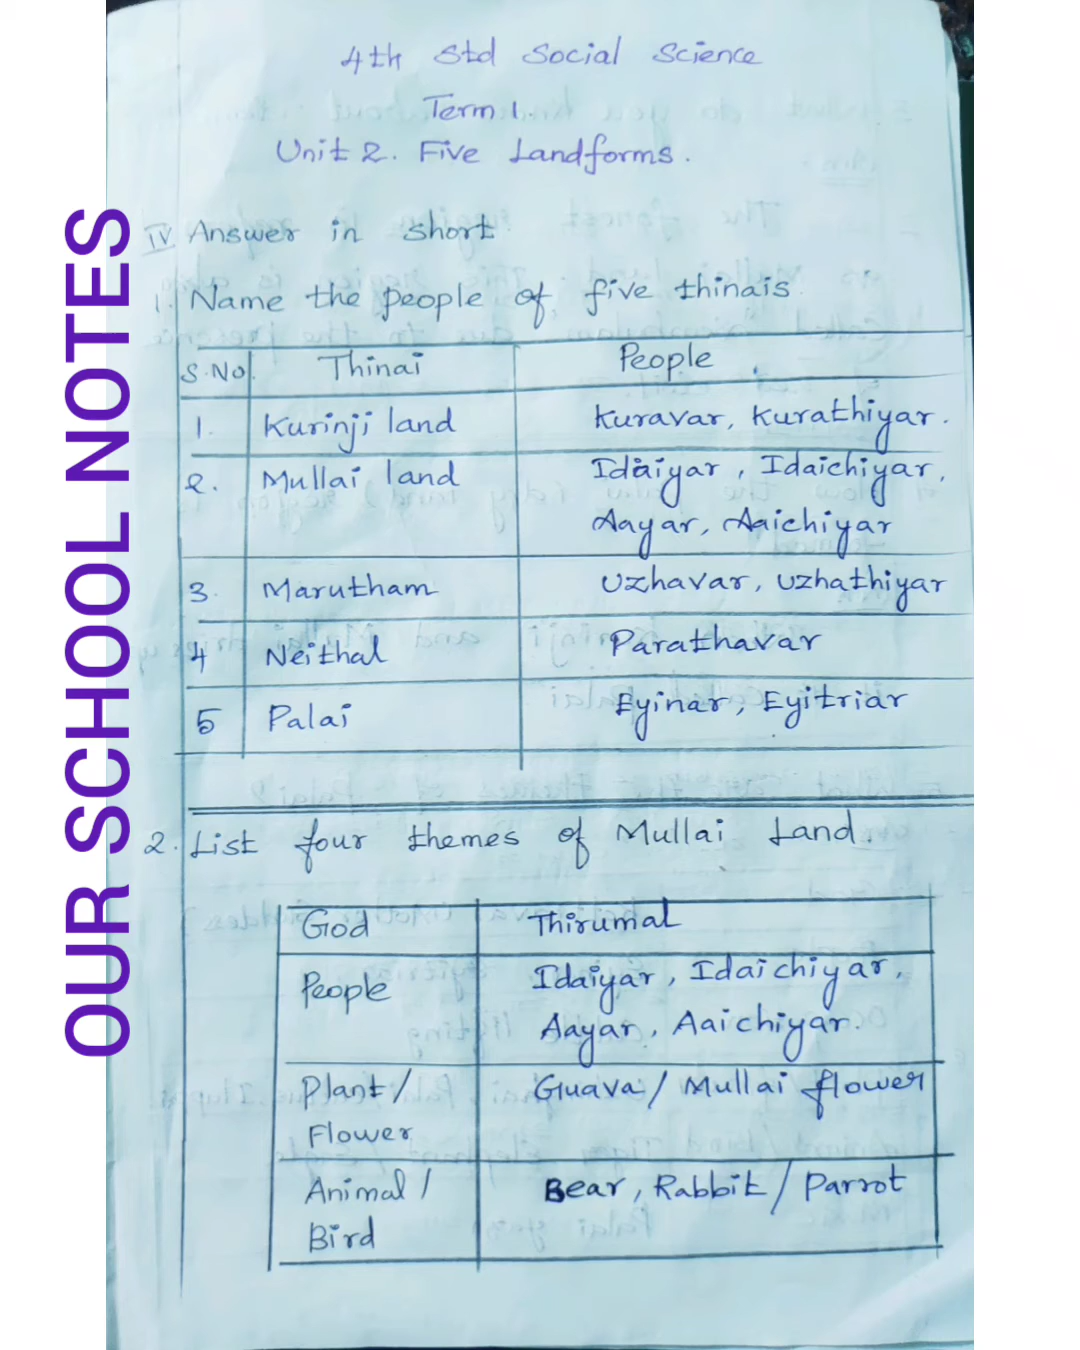 OUR SCHOOL NOTES
4th Std Social Science
Term 1.
Unit 2. Five Landforms.
IV Answer in short
1. Name the people of five thinais
S.No. Thinai People
1. Kurinji land Kuravar, Kurathiyar.
2. Mullai land Idaiyar, Idaichiyar,
Aayar, Aaichiyar
3. Marutham Uzhavar, Uzhathiyar
4 Neithal Parathavar
5 Palai Eyinar, Eyitriar
2. List four themes of Mullai Land.
God Thirumal
People Idaiyar, Idaichiyar,
Aayar, Aaichiyar.
Plant/ Guava/ Mullai flower
Flower
Animal/ Bear, Rabbit/ Parrot
Bird